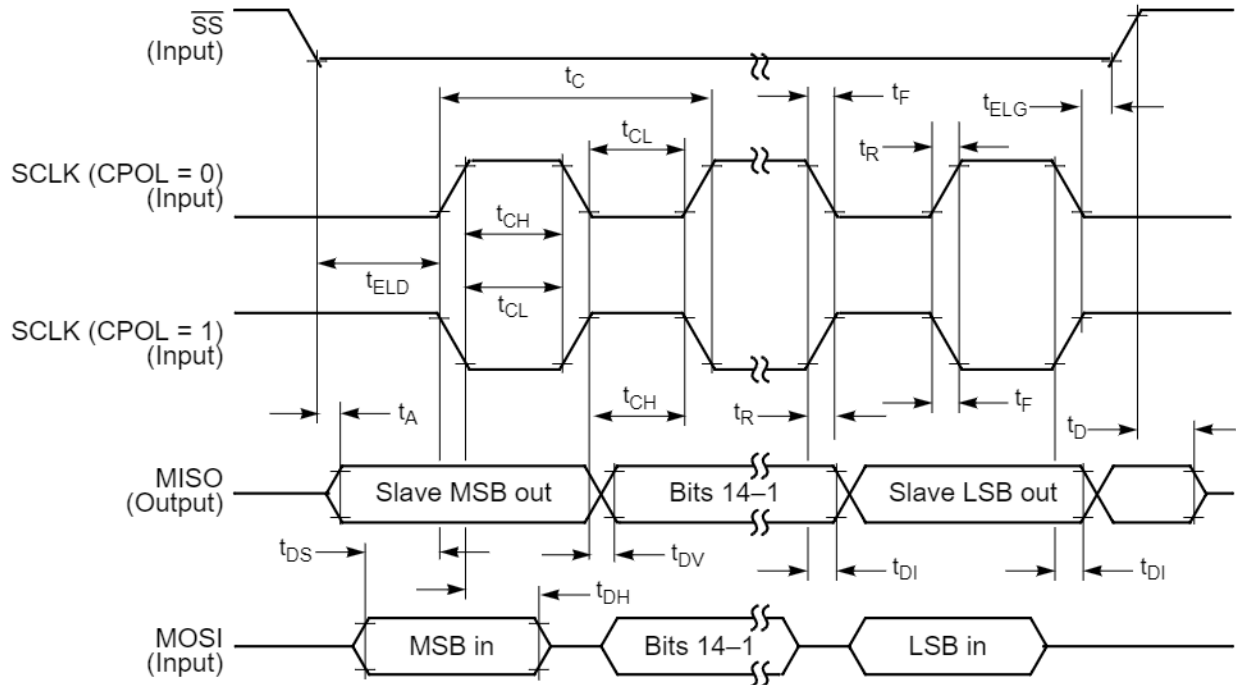 SS
(Input)
tC
tF
tELG
tCL
tR
SCLK (CPOL = 0)
(Input)
tCH
tELD
tCL
SCLK (CPOL = 1)
(Input)
tA
tCH
tR
tF
tD
MISO
(Output)
Slave MSB out
Bits 14–1
Slave LSB out
tDS
tDV
tDI
tDI
tDH
MOSI
(Input)
MSB in
Bits 14–1
LSB in